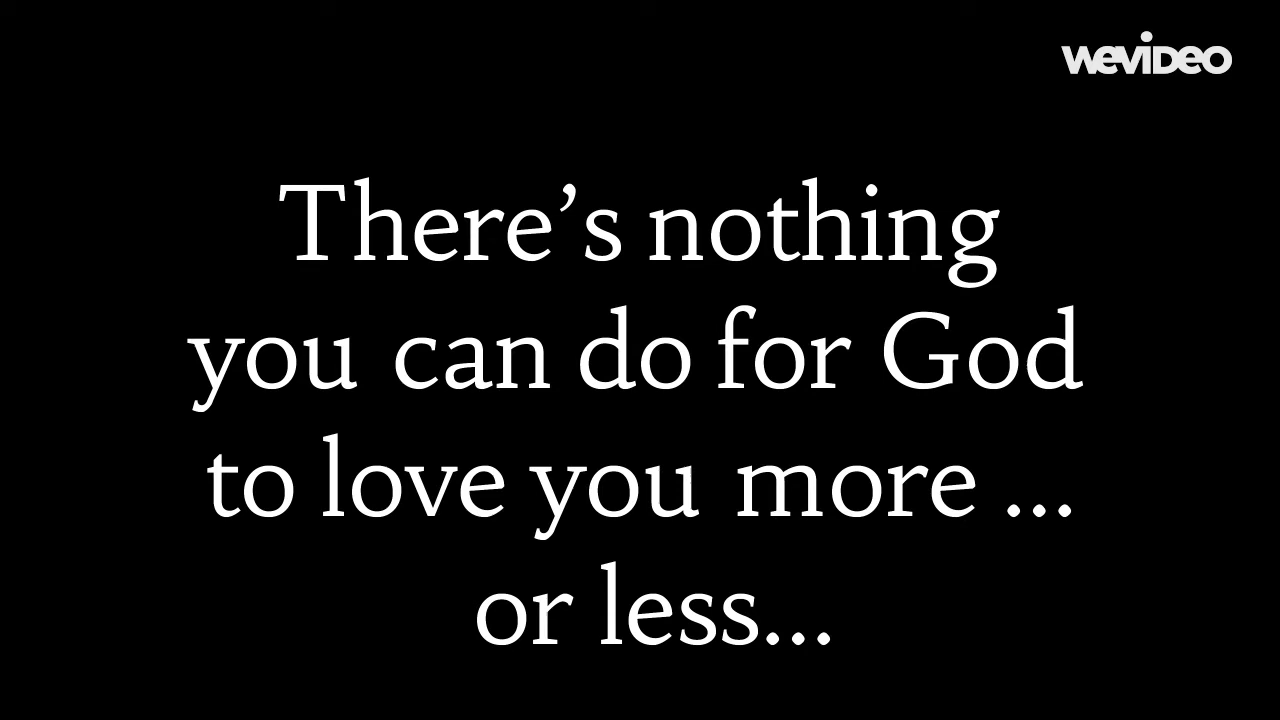 WEVIDEO
There’s nothing
you can do for God
to love you more ...
or less...